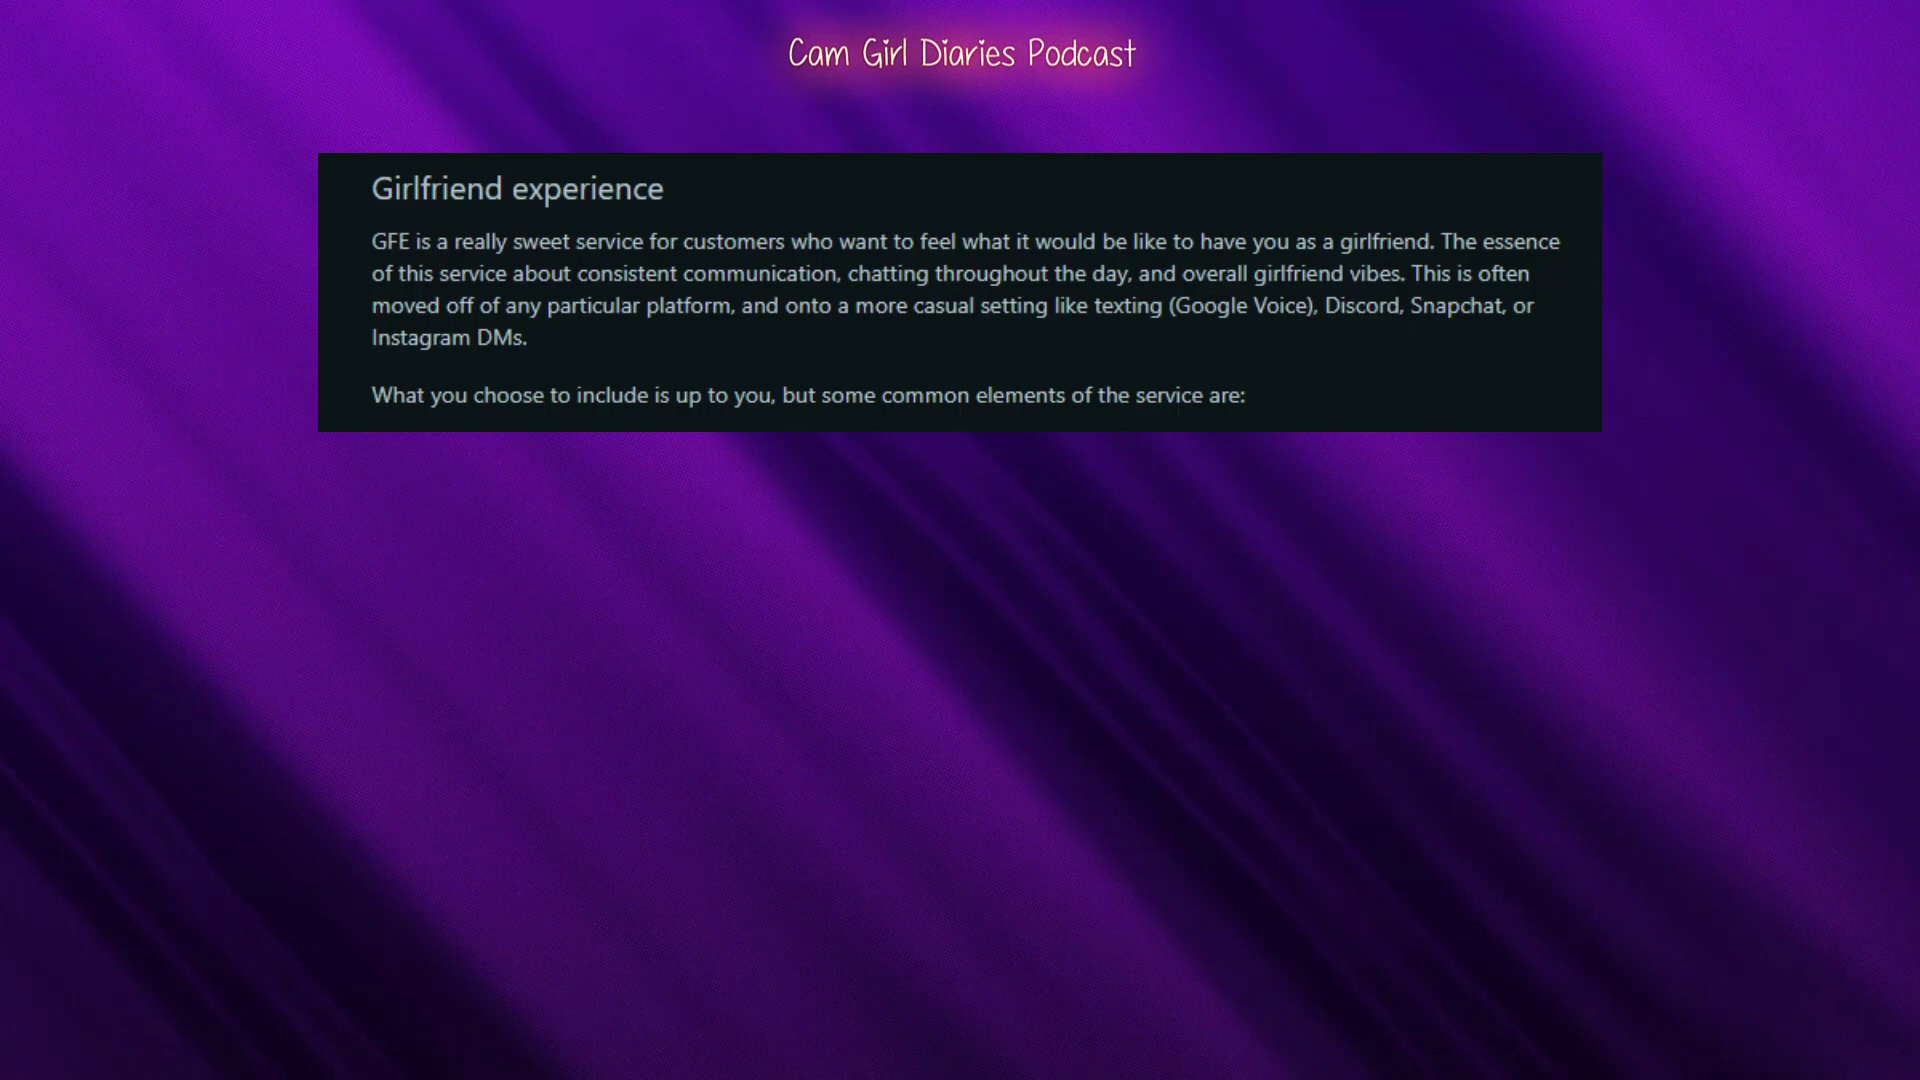 Cam Girl Diaries Podcast
Girlfriend experience
GFE is a really sweet service for customers who want to feel what it would be like to have you as a girlfriend. The essence
of this service about consistent communication, chatting throughout the day, and overall girlfriend vibes. This is often
moved off of any particular platform, and onto a more casual setting like texting (Google Voice), Discord, Snapchat, or
Instagram DMs.
What you choose to include is up to you, but some common elements of the service are: